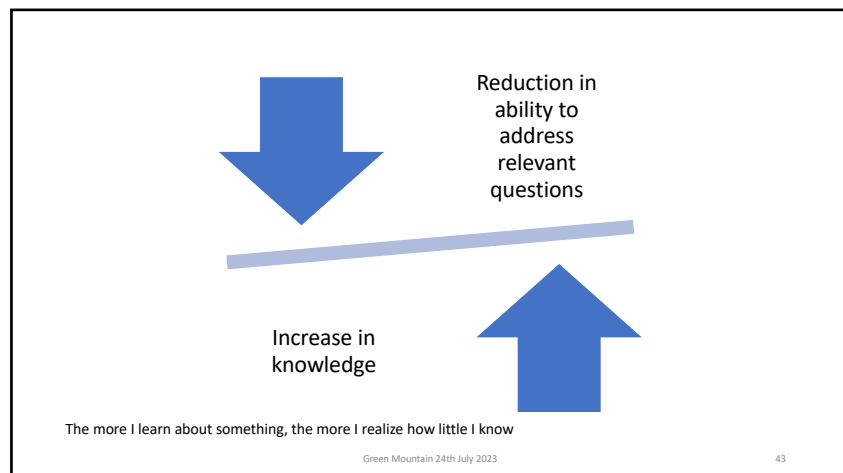 Reduction in
ability to
address
relevant
questions
Increase in
knowledge
The more I learn about something, the more I realize how little I know
Green Mountain 24th July 2023
43